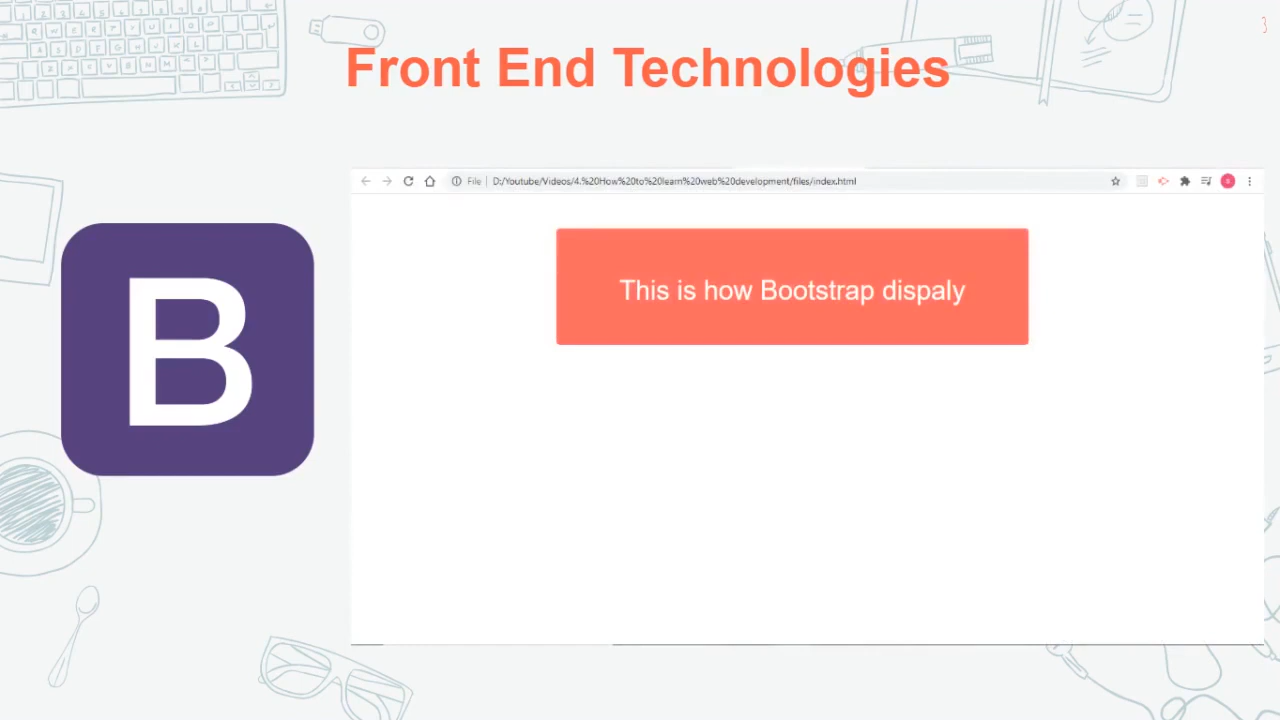 3
Front End Technologies
File | D:/Youtube/Videos/4.%20How%20to%20learn%20web%20development/files/index.html
B
This is how Bootstrap dispaly